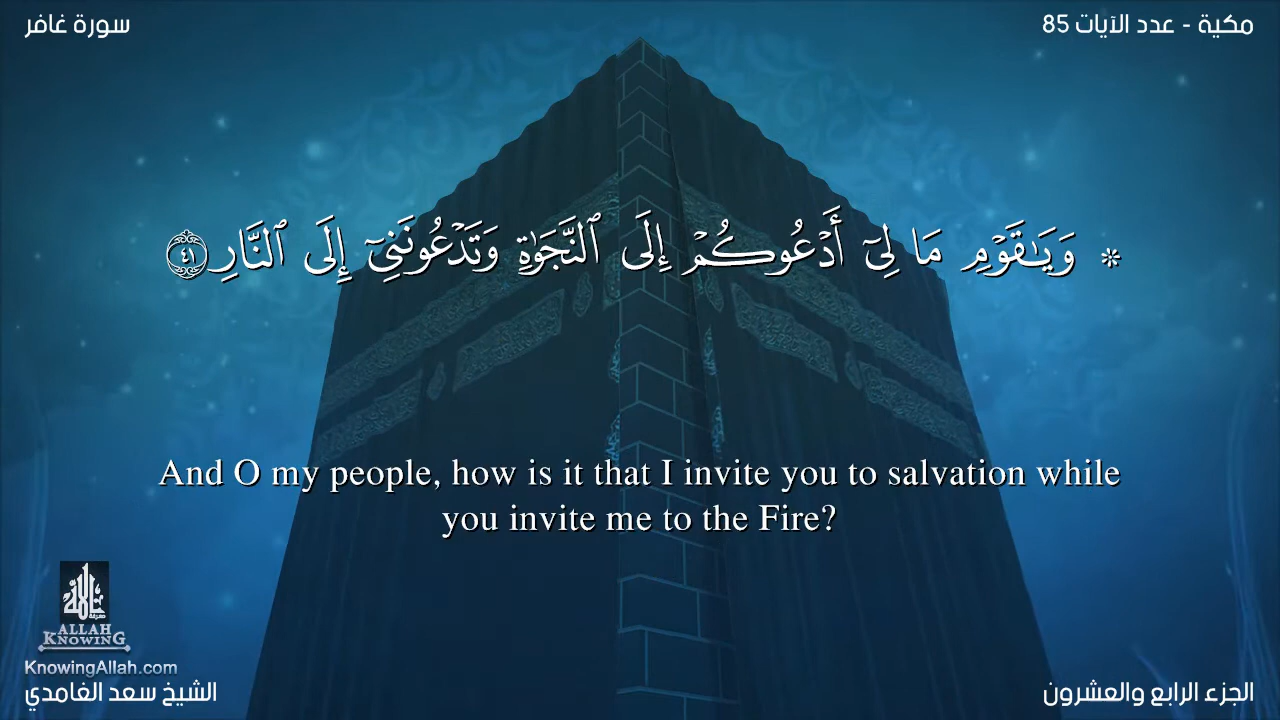 سورة غافر
مكية - عدد الآيات 85
۞ وَيَٰقَوْمِ مَا لِيٓ أَدْعُوكُمْ إِلَى ٱلنَّجَوٰةِ وَتَدْعُونَنِيٓ إِلَى ٱلنَّارِ ٤١
And O my people, how is it that I invite you to salvation while
you invite me to the Fire?
ALLAH
KNOWING
KnowingAllah.com
الشيخ سعد الغامدي
الجزء الرابع والعشرون